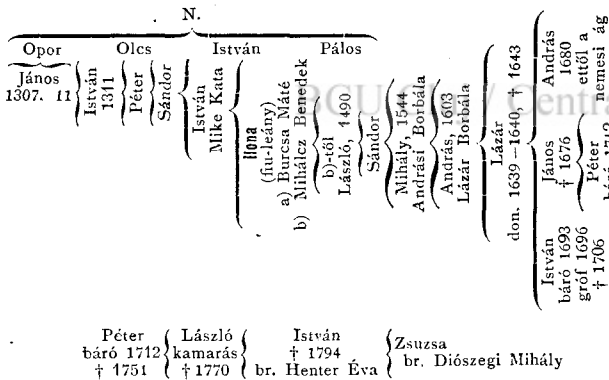 N.
Opor Olcs István Pálos
János
1307. 11
István
1311
Péter
Sándor
István
Mike Kata
Ilona
(fiu-leány)
a) Burcsa Máté
b) Mihálcz Benedek
b)-től
László, 1490
Sándor
Mihály, 1544
Andrási Borbála
András, 1603
Lázár Borbála
Lázár
don. 1639–1640, † 1643
András
1680
ettől a
nemesi ág
János
† 1676
Péter
báró 1712
István
báró 1693
gróf 1696
† 1706
Péter
báró 1712
† 1751
László
kamarás
† 1770
István
† 1794
br. Henter Éva
Zsuzsa
br. Diószegi Mihály